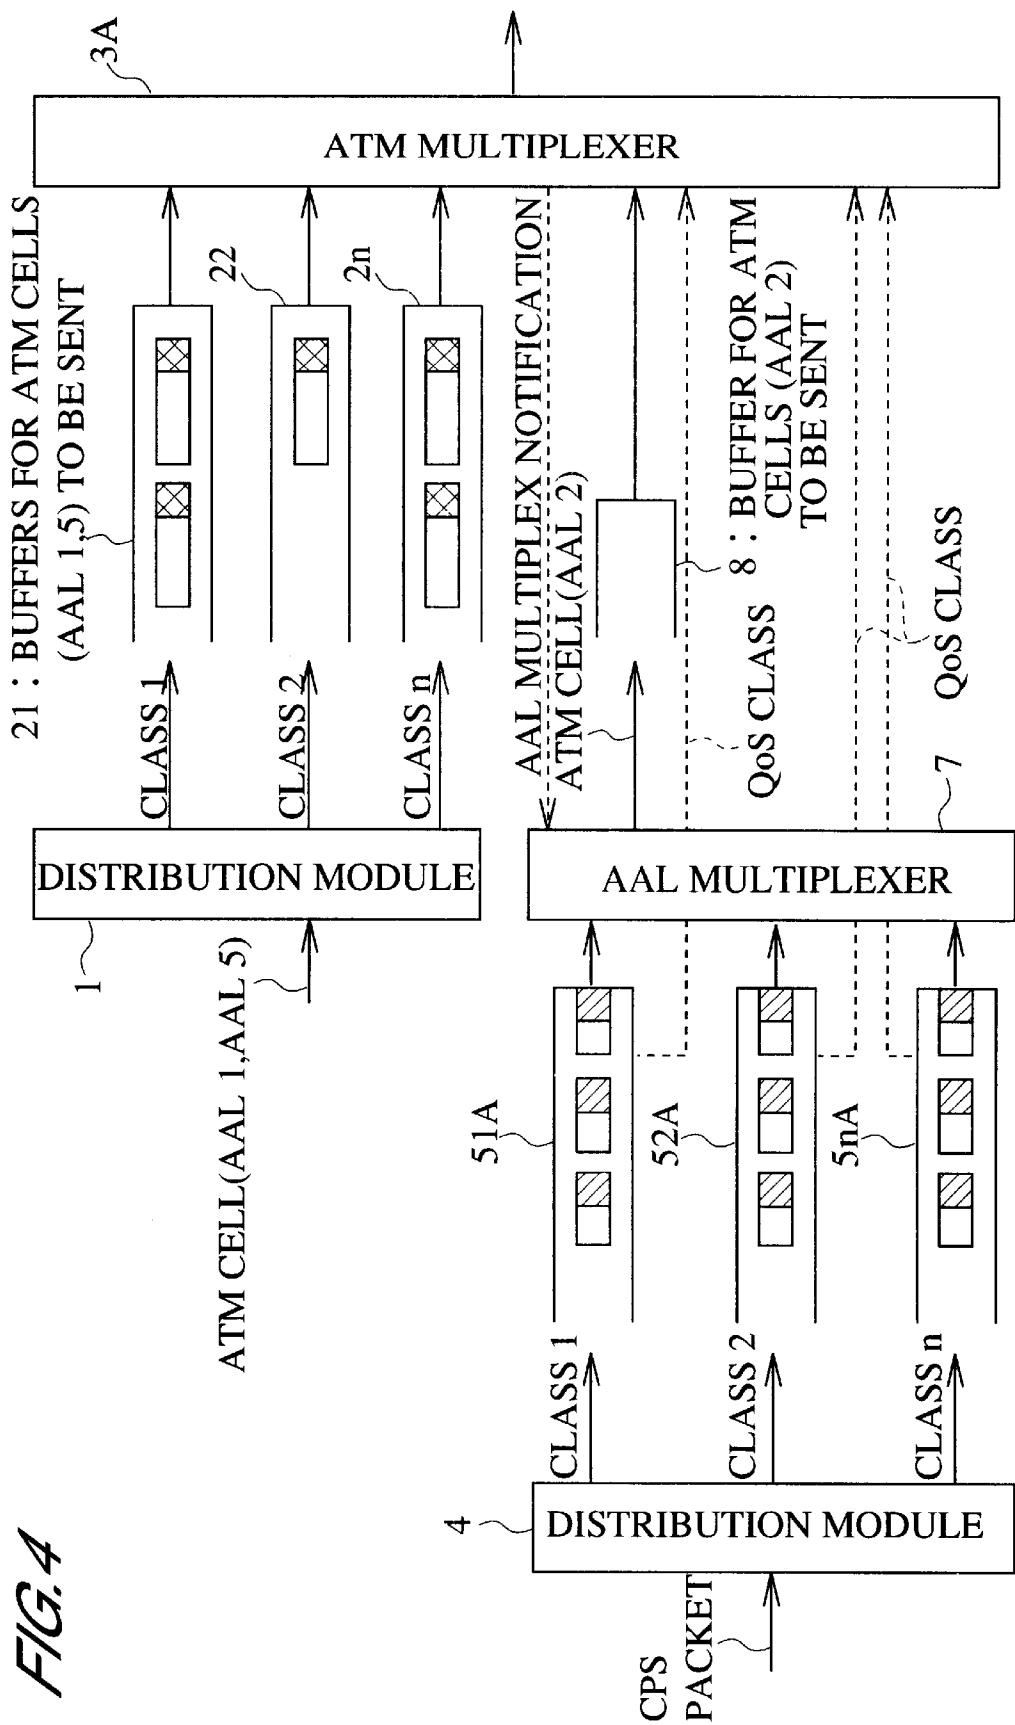 FIG.4
ATM CELL(AAL 1,AAL 5)
1
DISTRIBUTION MODULE
CLASS 1
CLASS 2
CLASS n
21 : BUFFERS FOR ATM CELLS
(AAL 1,5) TO BE SENT
22
2n
3A
ATM MULTIPLEXER
CPS
PACKET
4
DISTRIBUTION MODULE
CLASS 1
CLASS 2
CLASS n
51A
52A
5nA
AAL MULTIPLEXER
7
AAL MULTIPLEX NOTIFICATION
ATM CELL(AAL 2)
8 : BUFFER FOR ATM
CELLS (AAL 2)
TO BE SENT
QoS CLASS
QoS CLASS